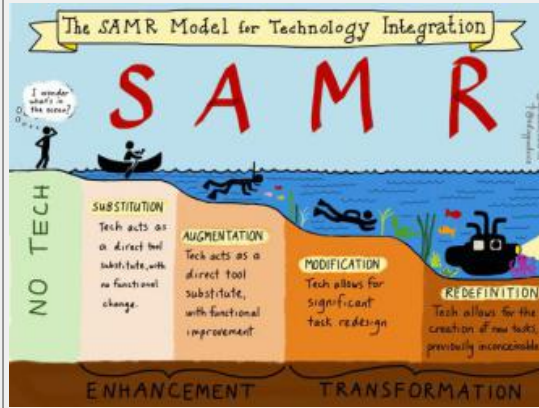 The SAMR Model for Technology Integration
S A M R
I wonder
what's in
the ocean?
NO TECH
SUBSTITUTION
Tech acts as
a direct tool
substitute, with
no functional
change.
AUGMENTATION
Tech acts as a
direct tool
substitute,
with functional
improvement
MODIFICATION
Tech allows for
significant
task redesign
REDEFINITION
Tech allows for the
creation of new tasks,
previously inconceivable
ENHANCEMENT
TRANSFORMATION